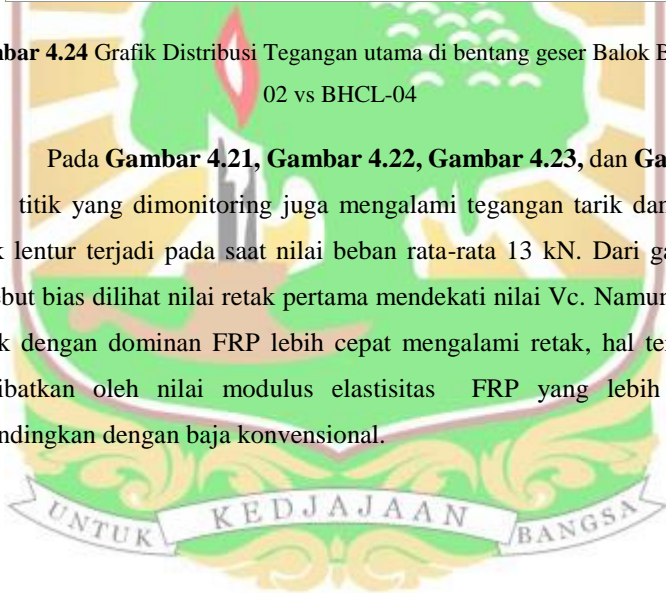 mbar 4.24 Grafik Distribusi Tegangan utama di bentang geser Balok B
02 vs BHCL-04
Pada Gambar 4.21, Gambar 4.22, Gambar 4.23, dan Ga
titik yang dimonitoring juga mengalami tegangan tarik dan
k lentur terjadi pada saat nilai beban rata-rata 13 kN. Dari ga
ebut bias dilihat nilai retak pertama mendekati nilai Vc. Namun
k dengan dominan FRP lebih cepat mengalami retak, hal ter
ibatkan oleh nilai modulus elastisitas FRP yang lebih
ndingkan dengan baja konvensional.
UNTUK KEDJAJAAN BANGSA